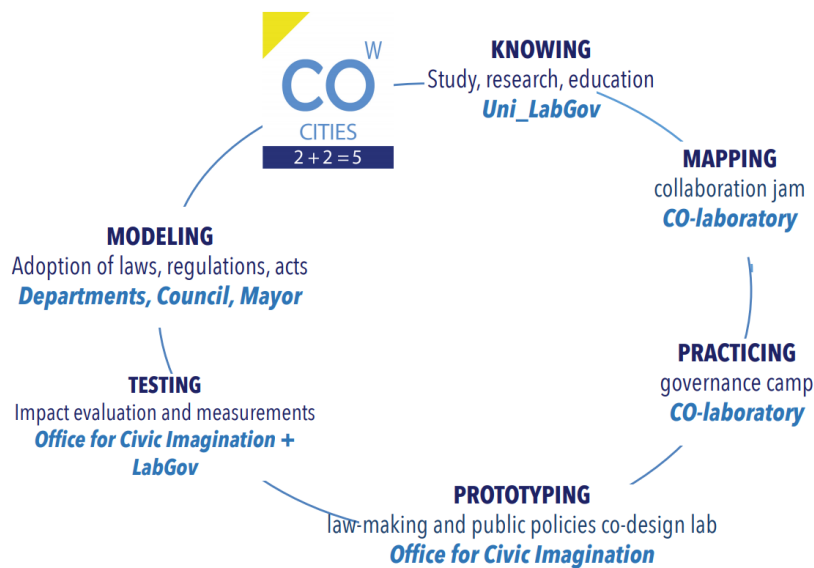 W
CO
CITIES
2 + 2 = 5
KNOWING
Study, research, education
Uni_LabGov
MAPPING
collaboration jam
CO-laboratory
PRACTICING
governance camp
CO-laboratory
PROTOTYPING
law-making and public policies co-design lab
Office for Civic Imagination
TESTING
Impact evaluation and measurements
Office for Civic Imagination +
LabGov
MODELING
Adoption of laws, regulations, acts
Departments, Council, Mayor